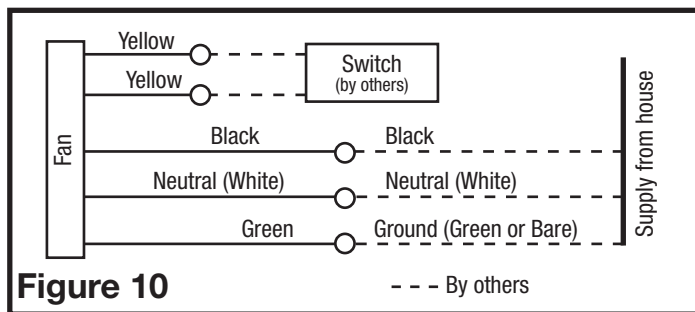 Yellow
Switch
(by others)
Yellow
Fan
Black Black
Neutral (White) Neutral (White)
Green Ground (Green or Bare)
Supply from house
Figure 10
By others